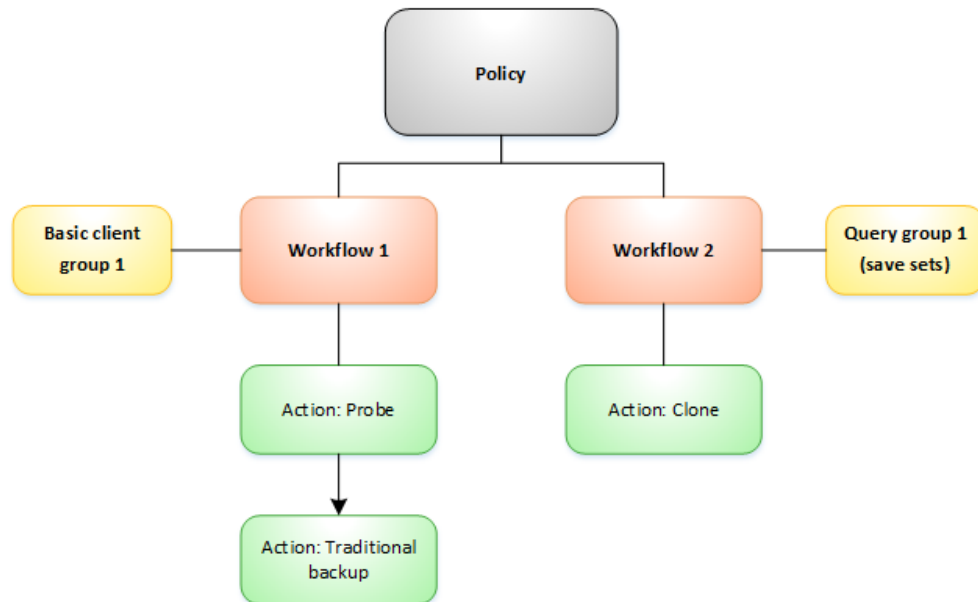 Policy
Basic client
group 1
Workflow 1
Workflow 2
Query group 1
(save sets)
Action: Probe
Action: Clone
Action: Traditional
backup